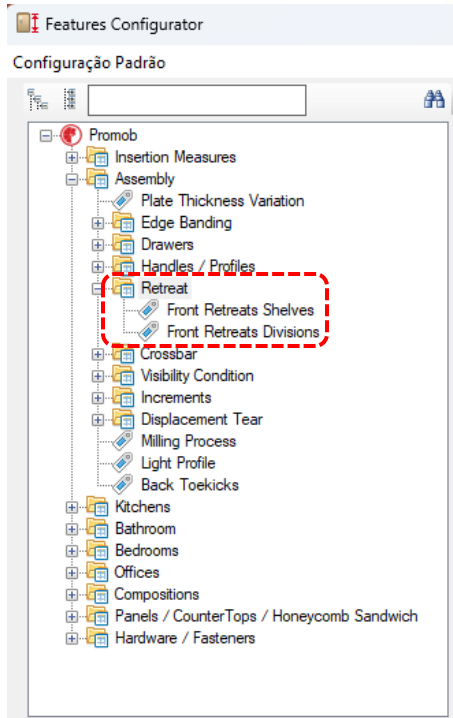 Features Configurator
Configuração Padrão
Promob
Insertion Measures
Assembly
Plate Thickness Variation
Edge Banding
Drawers
Handles / Profiles
Retreat
Front Retreats Shelves
Front Retreats Divisions
Crossbar
Visibility Condition
Increments
Displacement Tear
Milling Process
Light Profile
Back Toekicks
Kitchens
Bathroom
Bedrooms
Offices
Compositions
Panels / CounterTops / Honeycomb Sandwich
Hardware / Fasteners